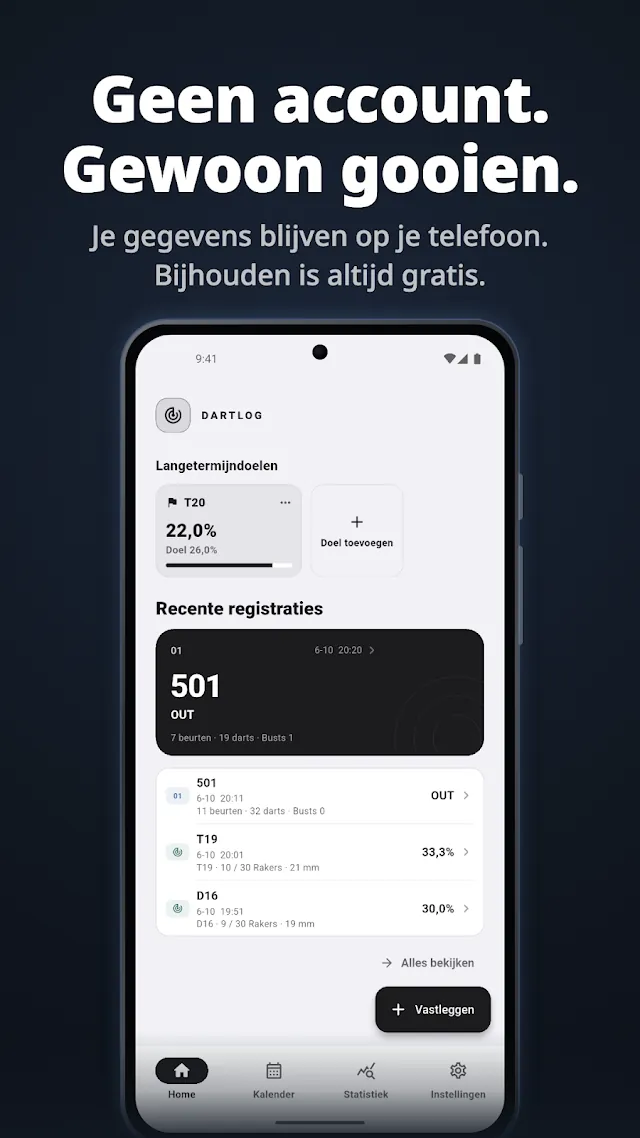 Geen account.
Gewoon gooien.
Je gegevens blijven op je telefoon.
Bijhouden is altijd gratis.
9:41
DARTLOG
Langetermijndoelen
T20 ···
22,0%
Doel 26,0%
+
Doel toevoegen
Recente registraties
01 6-10 20:20 >
501
OUT
7 beurten · 19 darts · Busts 1
01
501
6-10 20:11
11 beurten · 32 darts · Busts 0
OUT >
T19
6-10 20:01
T19 · 10 / 30 Rakers · 21 mm
33,3% >
D16
6-10 19:51
D16 · 9 / 30 Rakers · 19 mm
30,0% >
→ Alles bekijken
+ Vastleggen
Home Kalender Statistiek Instellingen